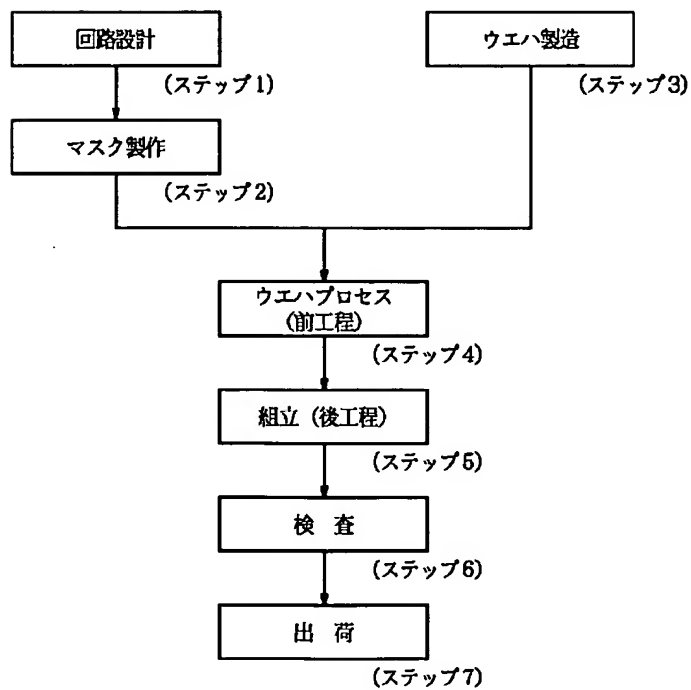 回路設計
(ステップ1)
マスク製作
(ステップ2)
ウエハ製造
(ステップ3)
ウエハプロセス
(前工程)
(ステップ4)
組立 (後工程)
(ステップ5)
検 査
(ステップ6)
出 荷
(ステップ7)